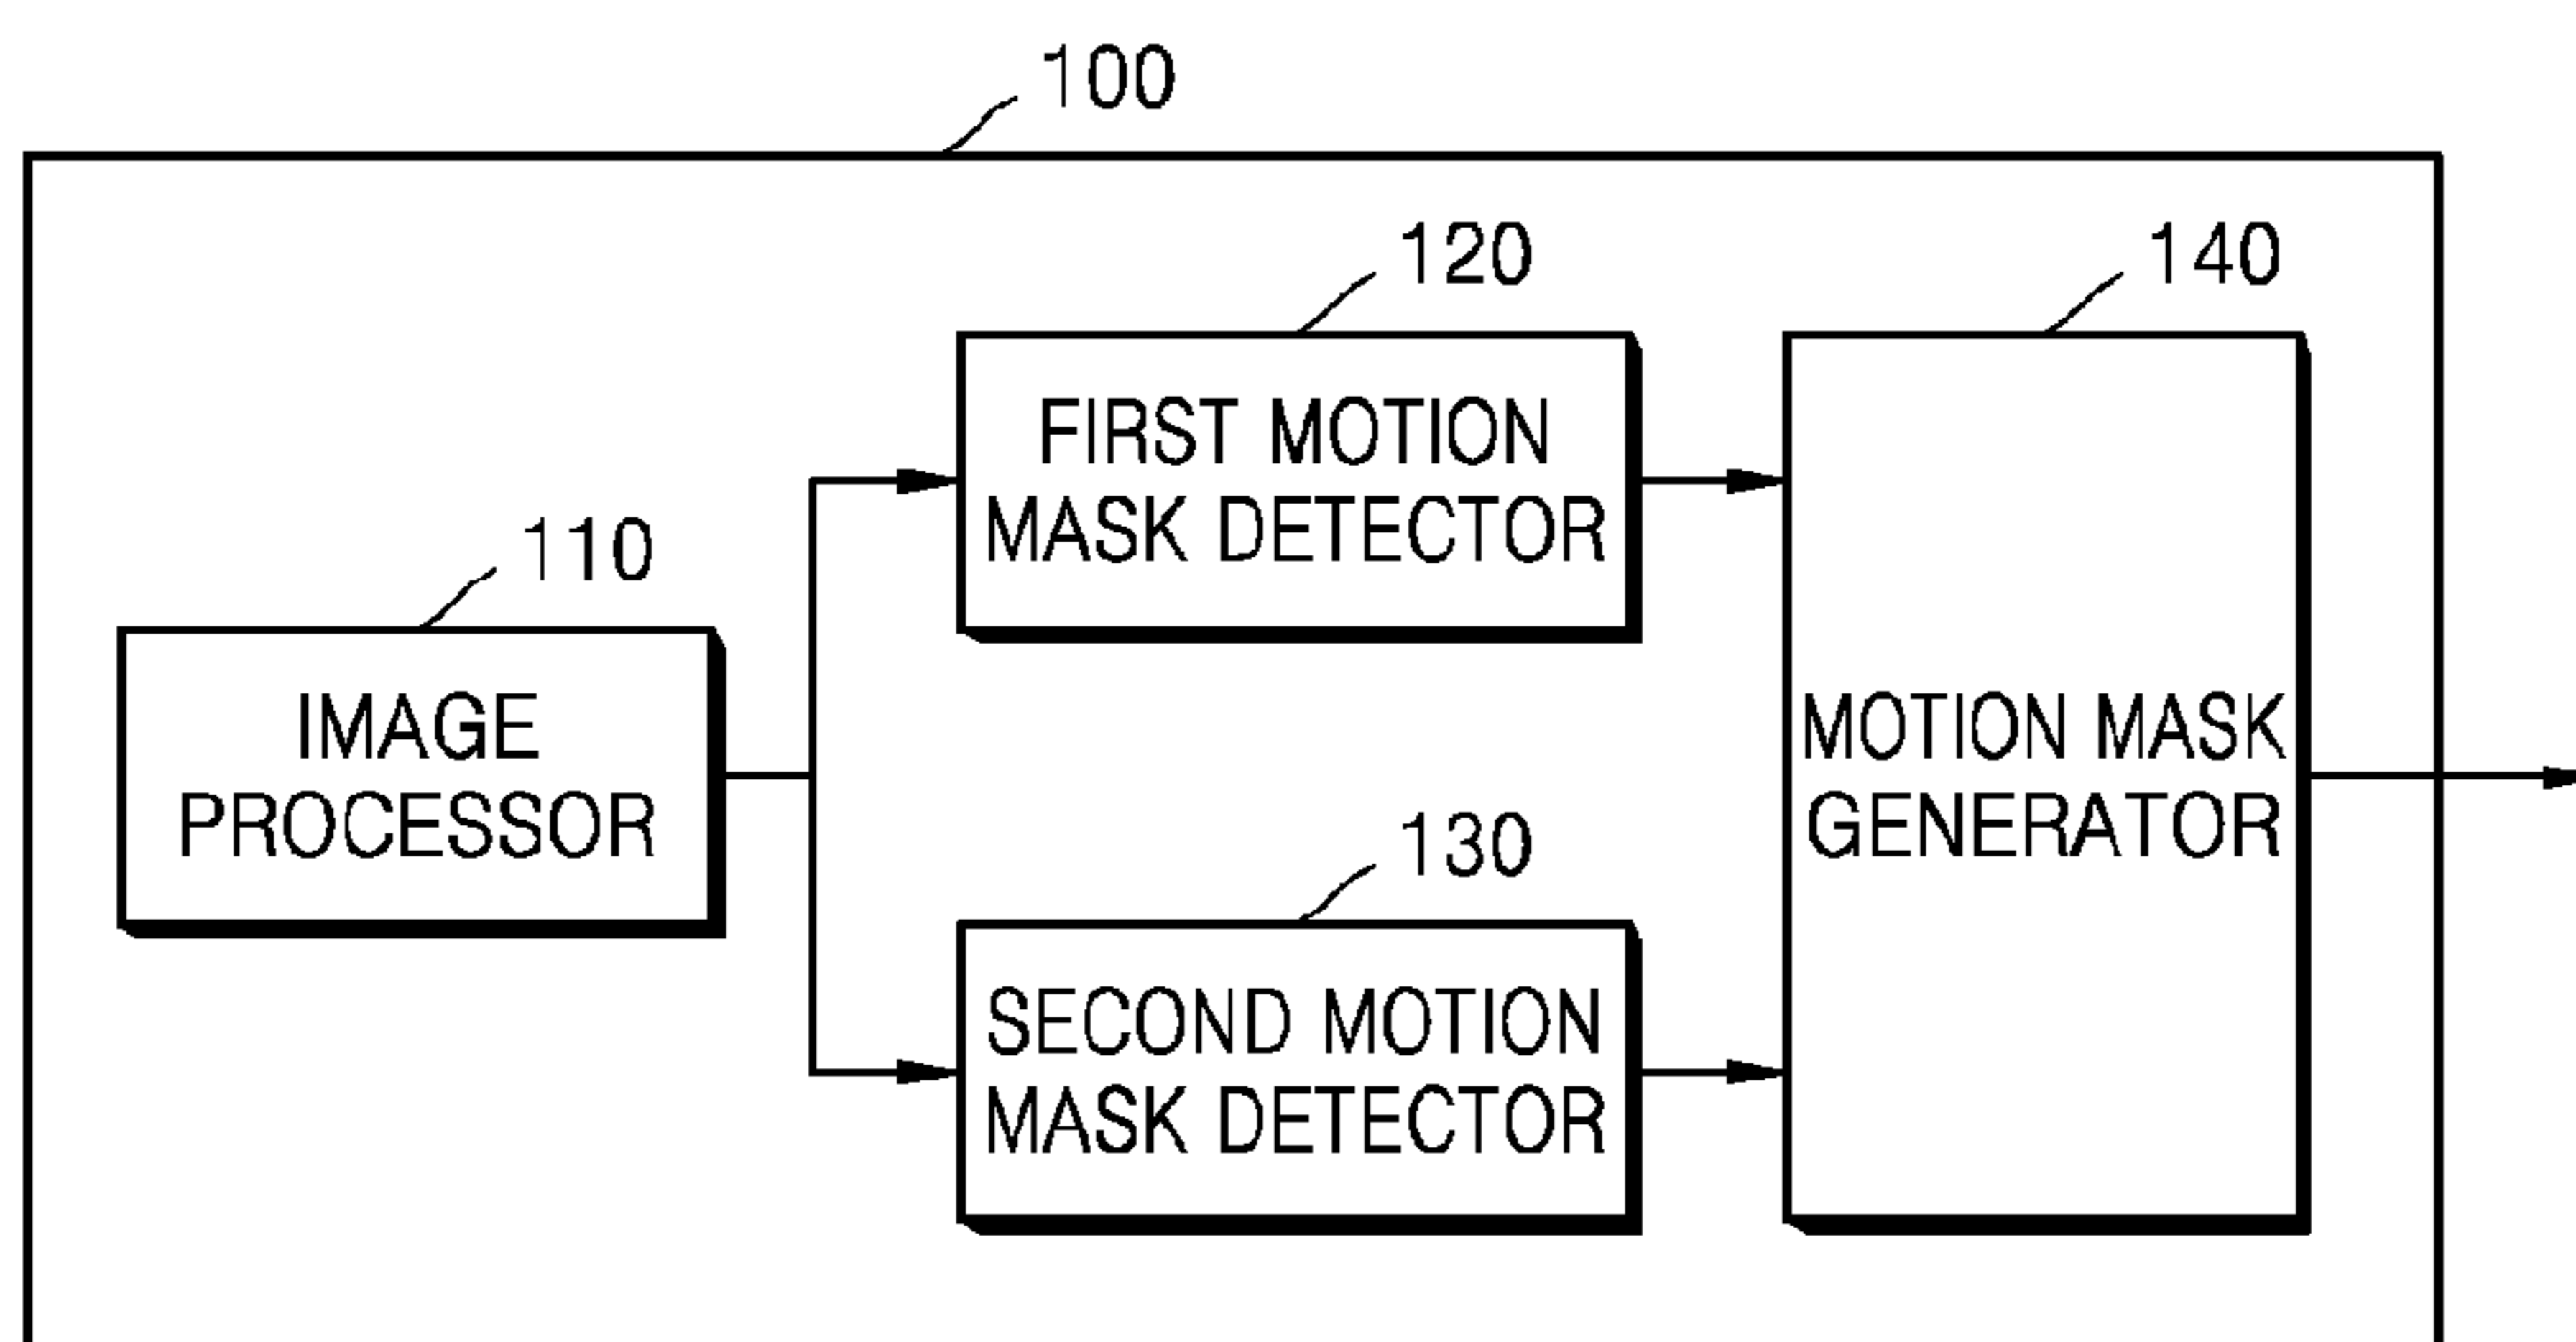 100
120
140
FIRST MOTION
MASK DETECTOR
110
IMAGE
PROCESSOR
MOTION MASK
GENERATOR
130
SECOND MOTION
MASK DETECTOR